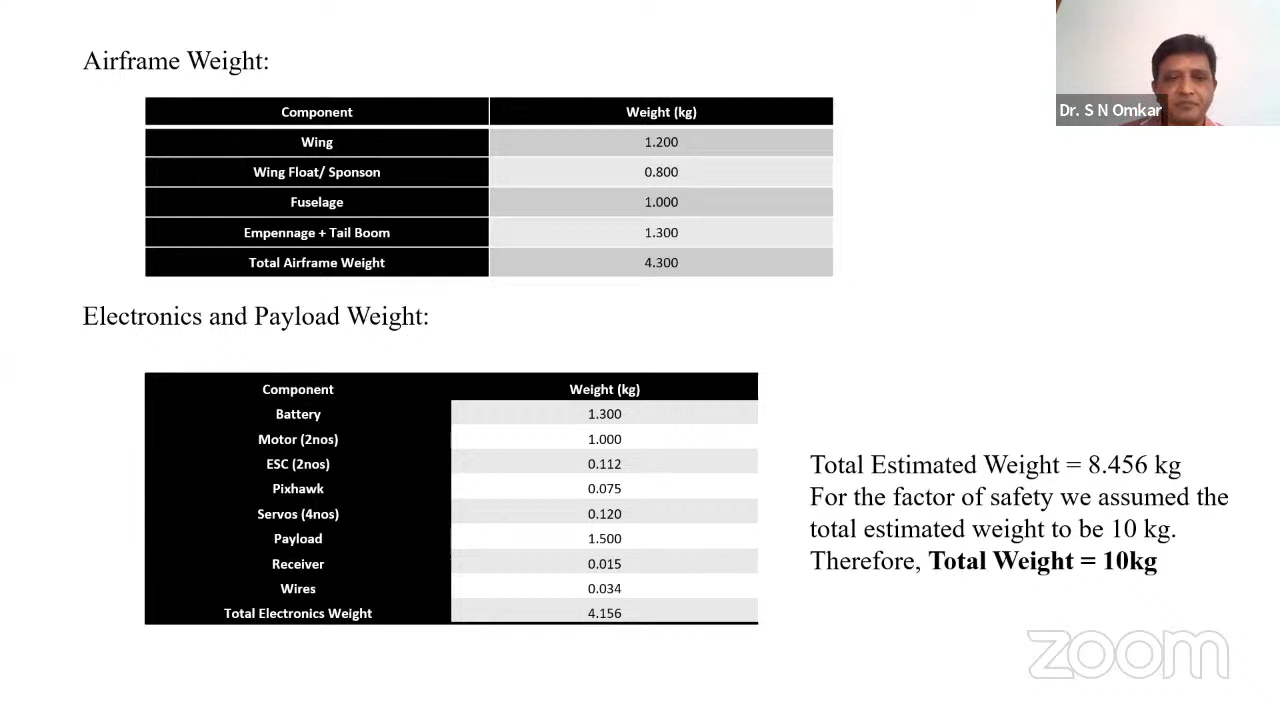 Airframe Weight:
Dr. S N Omkar
Component Weight (kg)
Wing 1.200
Wing Float/ Sponson 0.800
Fuselage 1.000
Empennage + Tail Boom 1.300
Total Airframe Weight 4.300
Electronics and Payload Weight:
Component Weight (kg)
Battery 1.300
Motor (2nos) 1.000
ESC (2nos) 0.112
Pixhawk 0.075
Servos (4nos) 0.120
Payload 1.500
Receiver 0.015
Wires 0.034
Total Electronics Weight 4.156
Total Estimated Weight = 8.456 kg
For the factor of safety we assumed the
total estimated weight to be 10 kg.
Therefore, Total Weight = 10kg
zoom